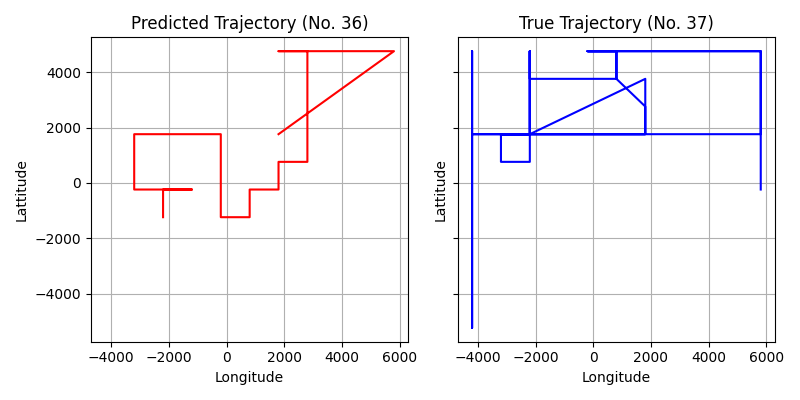 Predicted Trajectory (No. 36)
True Trajectory (No. 37)
4000
2000
0
−2000
−4000
Lattitude
Lattitude
−4000 −2000 0 2000 4000 6000
−4000 −2000 0 2000 4000 6000
Longitude
Longitude